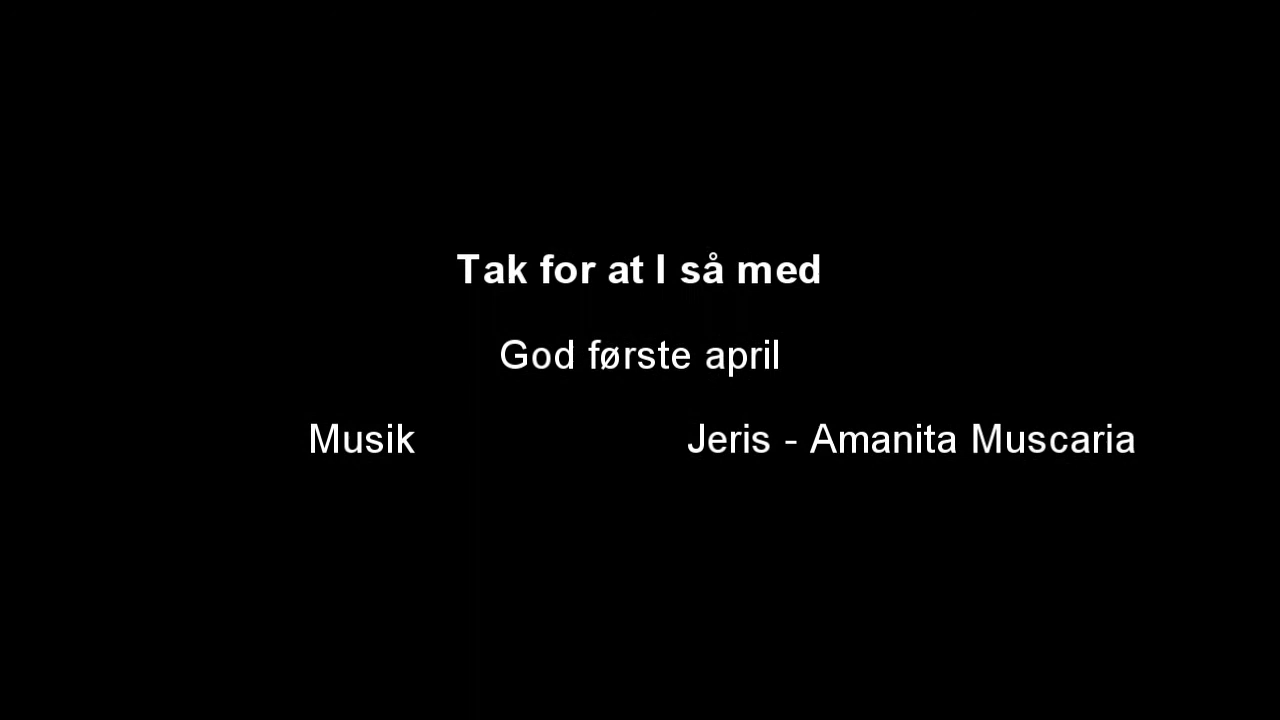 Tak for at I så med
God første april
Musik Jeris - Amanita Muscaria